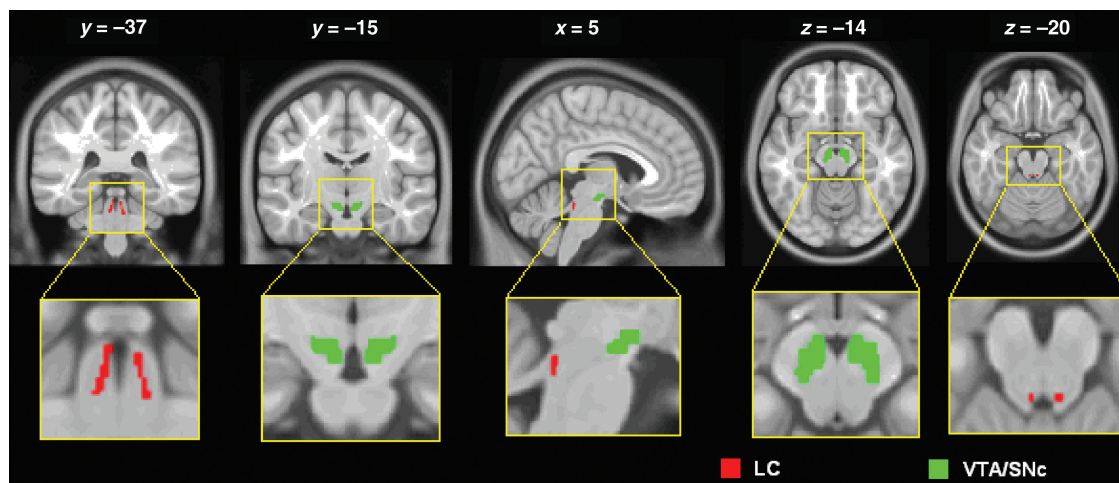 y = –37
y = –15
x = 5
z = –14
z = –20
LC
VTA/SNc